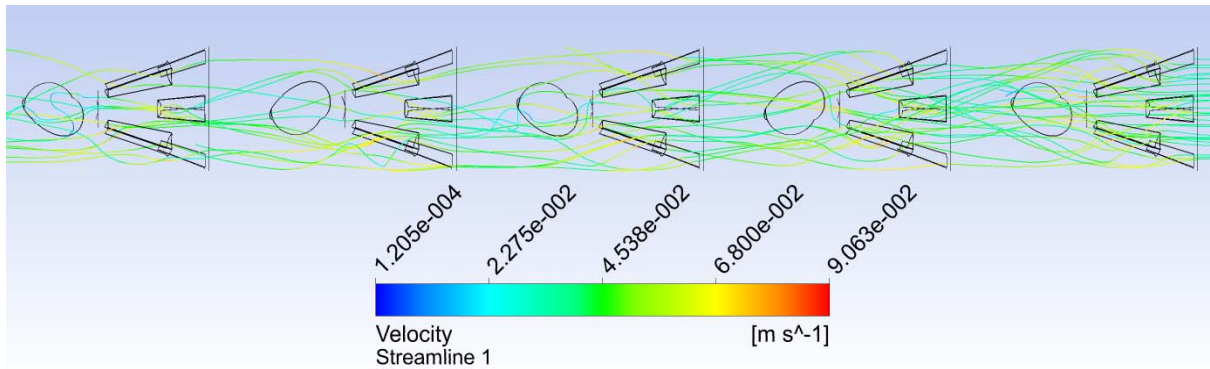 1.205e-004
2.275e-002
4.538e-002
6.800e-002
9.063e-002
Velocity
Streamline 1
[m s^-1]